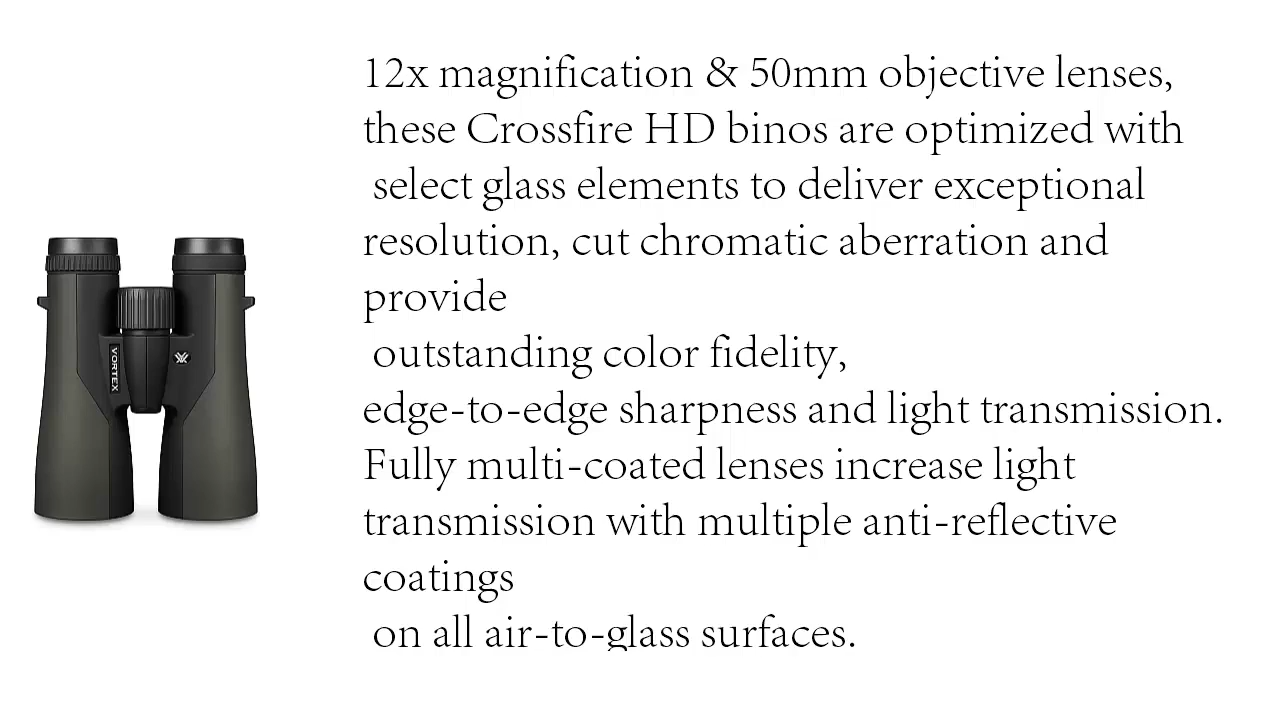 12x magnification & 50mm objective lenses,
these Crossfire HD binos are optimized with
select glass elements to deliver exceptional
resolution, cut chromatic aberration and
provide
outstanding color fidelity,
edge-to-edge sharpness and light transmission.
Fully multi-coated lenses increase light
transmission with multiple anti-reflective
coatings
on all air-to-glass surfaces.
VORTEX